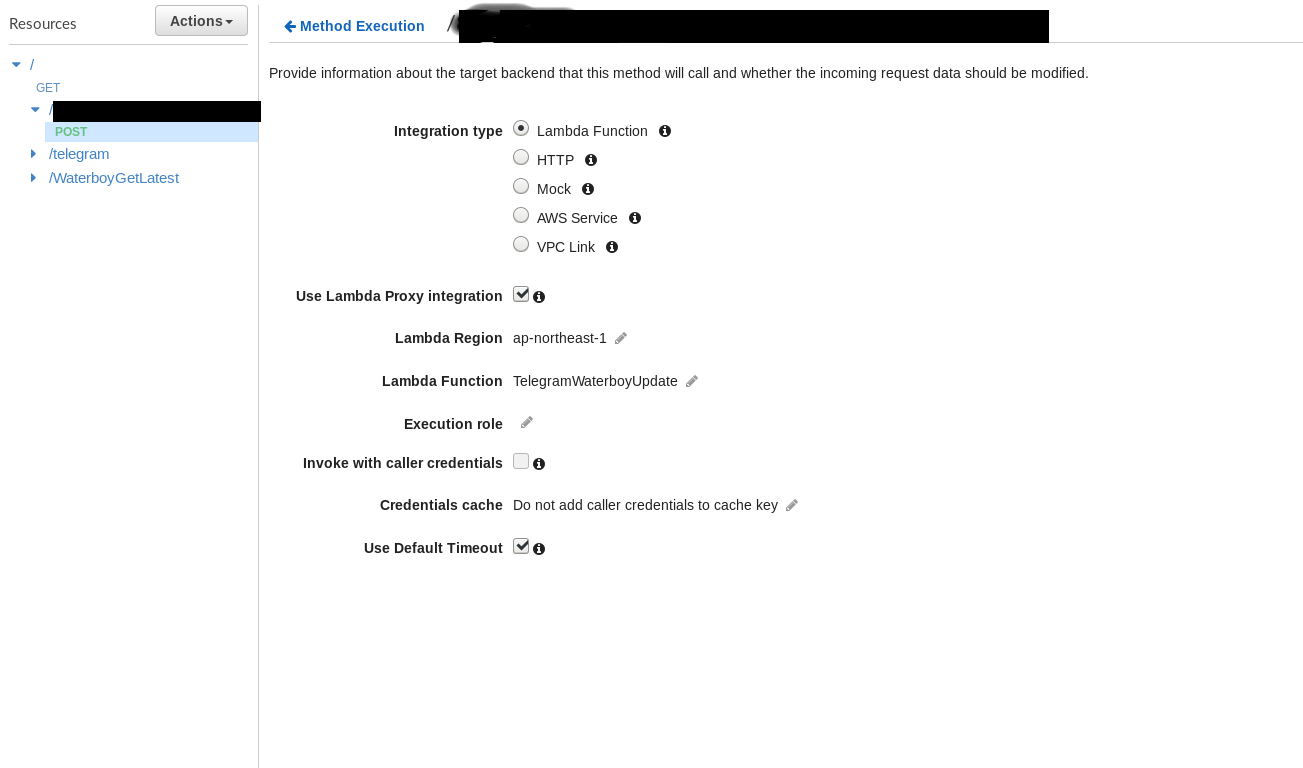 Resources
Actions
/
GET
/
POST
/telegram
/WaterboyGetLatest
Method Execution
/
Provide information about the target backend that this method will call and whether the incoming request data should be modified.
Integration type Lambda Function
HTTP
Mock
AWS Service
VPC Link
Use Lambda Proxy integration
Lambda Region ap-northeast-1
Lambda Function TelegramWaterboyUpdate
Execution role
Invoke with caller credentials
Credentials cache Do not add caller credentials to cache key
Use Default Timeout